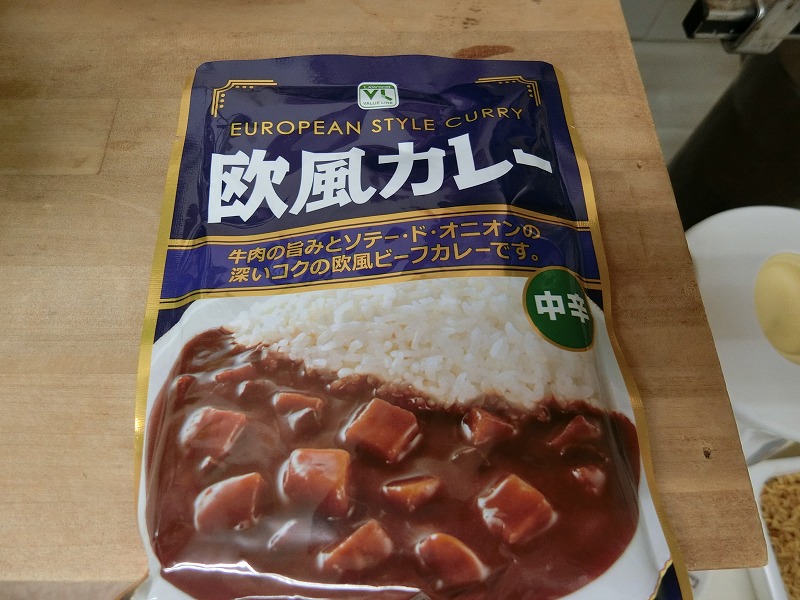 VL
VALUE LINE
EUROPEAN STYLE CURRY
欧風カレー
牛肉の旨みとソテー・ド・オニオンの
深いコクの欧風ビーフカレーです。
中辛